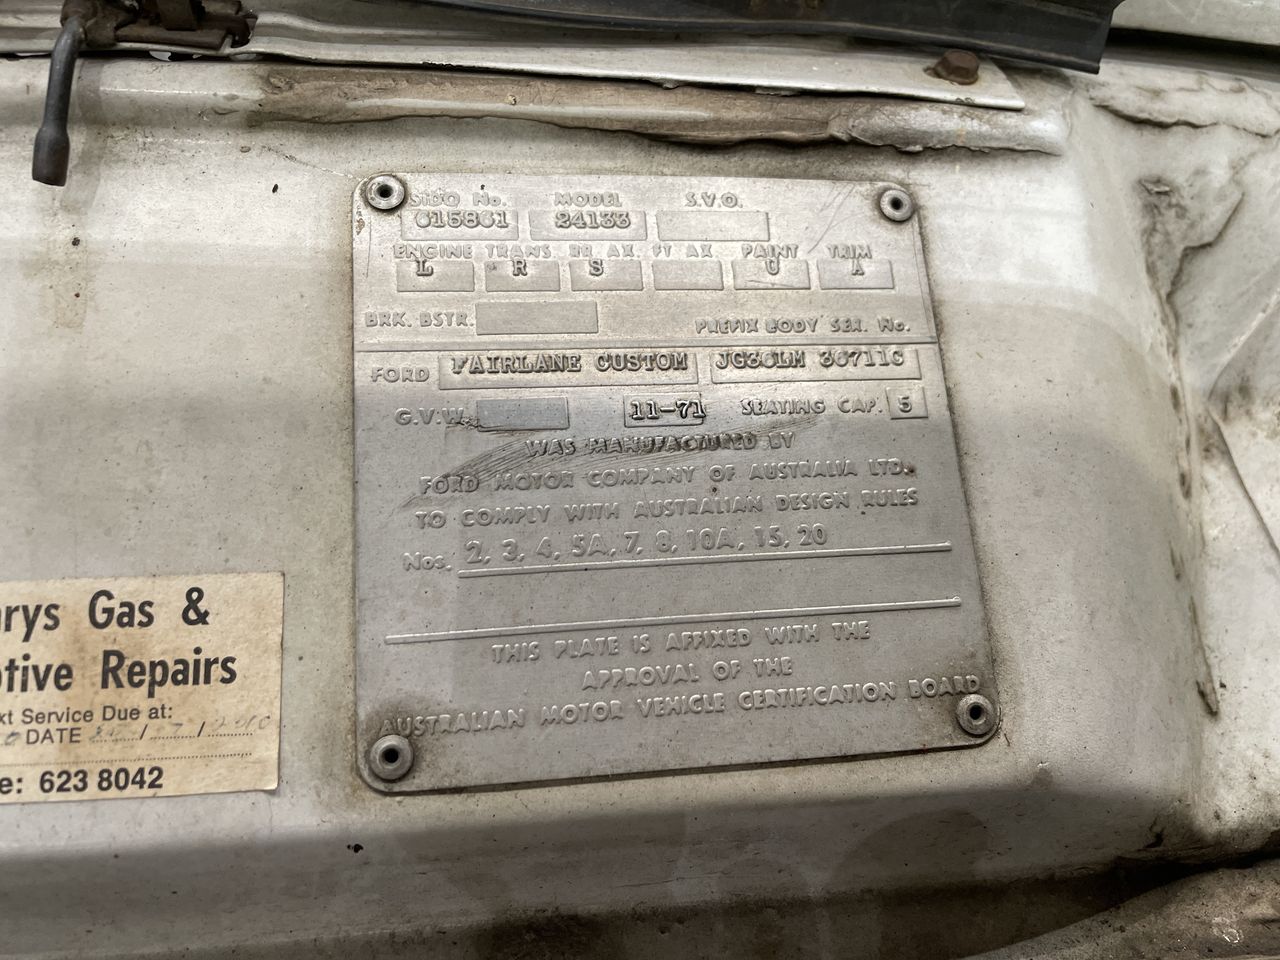 SIDO No. MODEL S.V.O.
615861 24133
ENGINE TRANS RR AX. FT AX PAINT TRIM
L R S U A
BRK. BSTR. PREFIX BODY SER. No.
FORD FAIRLANE CUSTOM JG36LM 36711C
G.V.W. 11-71 SEATING CAP. 5
WAS MANUFACTURED BY
FORD MOTOR COMPANY OF AUSTRALIA LTD.
TO COMPLY WITH AUSTRALIAN DESIGN RULES
Nos. 2, 3, 4, 5A, 7, 8, 10A, 15, 20
THIS PLATE IS AFFIXED WITH THE
APPROVAL OF THE
AUSTRALIAN MOTOR VEHICLE CERTIFICATION BOARD
rys Gas &
otive Repairs
xt Service Due at:
DATE / 7 /
e: 623 8042